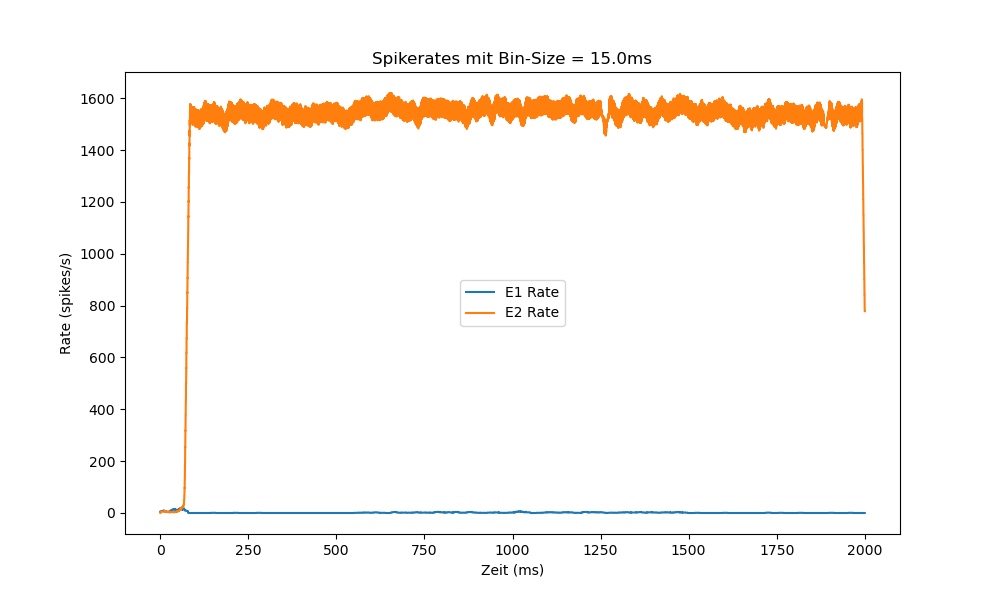 Spikerates mit Bin-Size = 15.0ms
1600
1400
1200
1000
800
600
400
200
0
Rate (spikes/s)
E1 Rate
E2 Rate
0 250 500 750 1000 1250 1500 1750 2000
Zeit (ms)